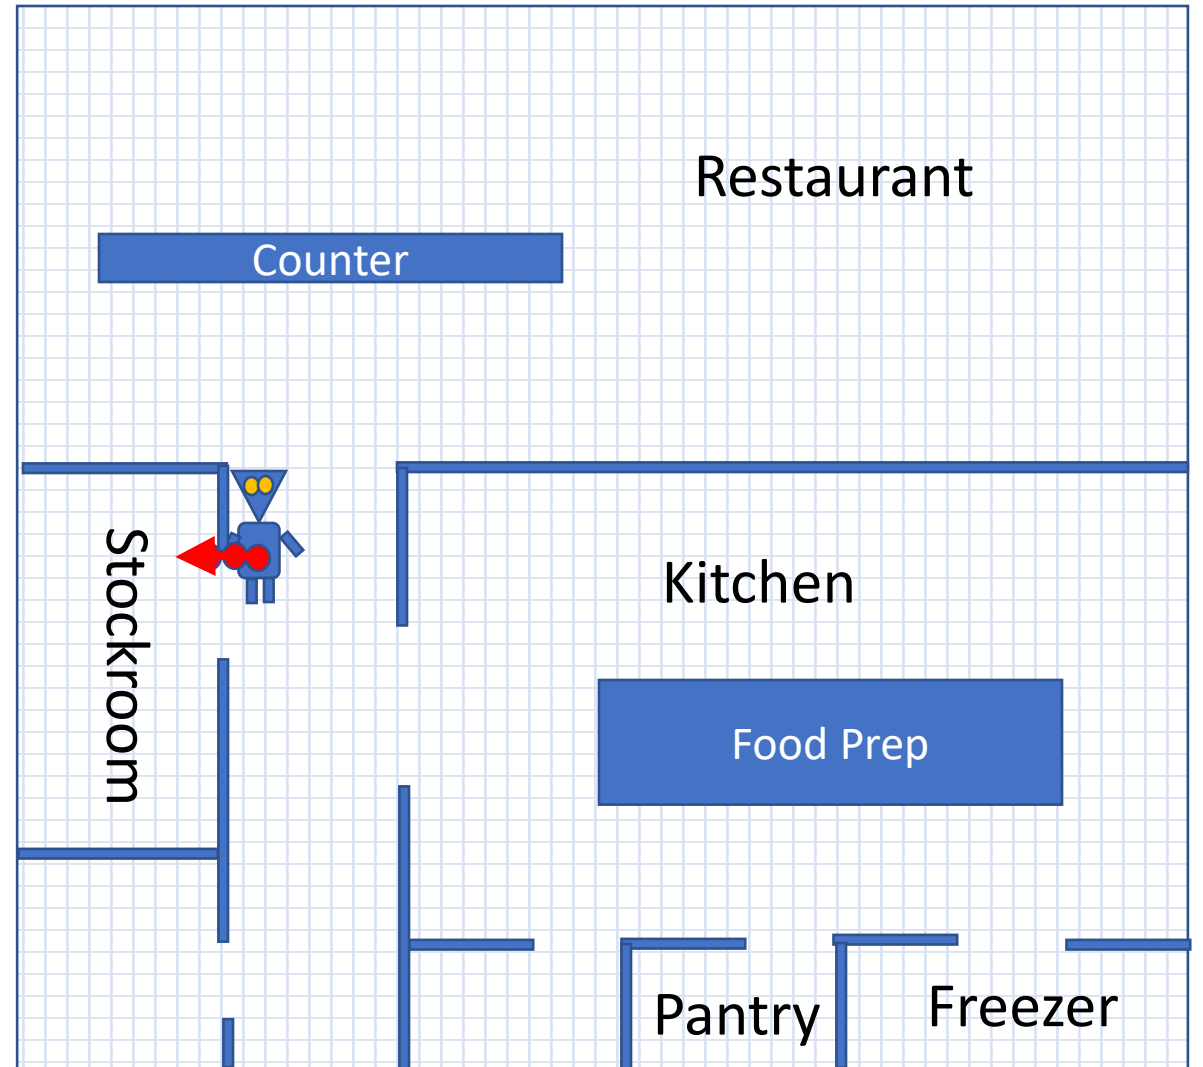 Restaurant
Counter
Stockroom
Kitchen
Food Prep
Pantry
Freezer